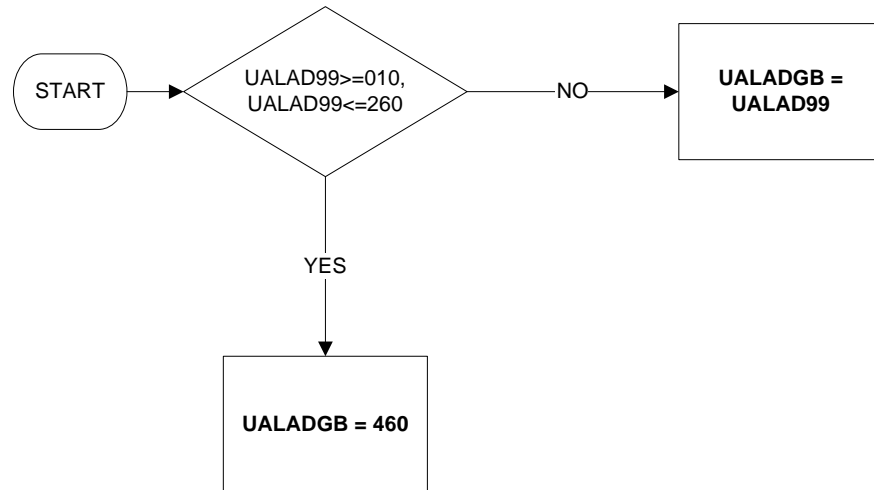 START
UALAD99>=010,
UALAD99<=260
NO
UALADGB =
UALAD99
YES
UALADGB = 460